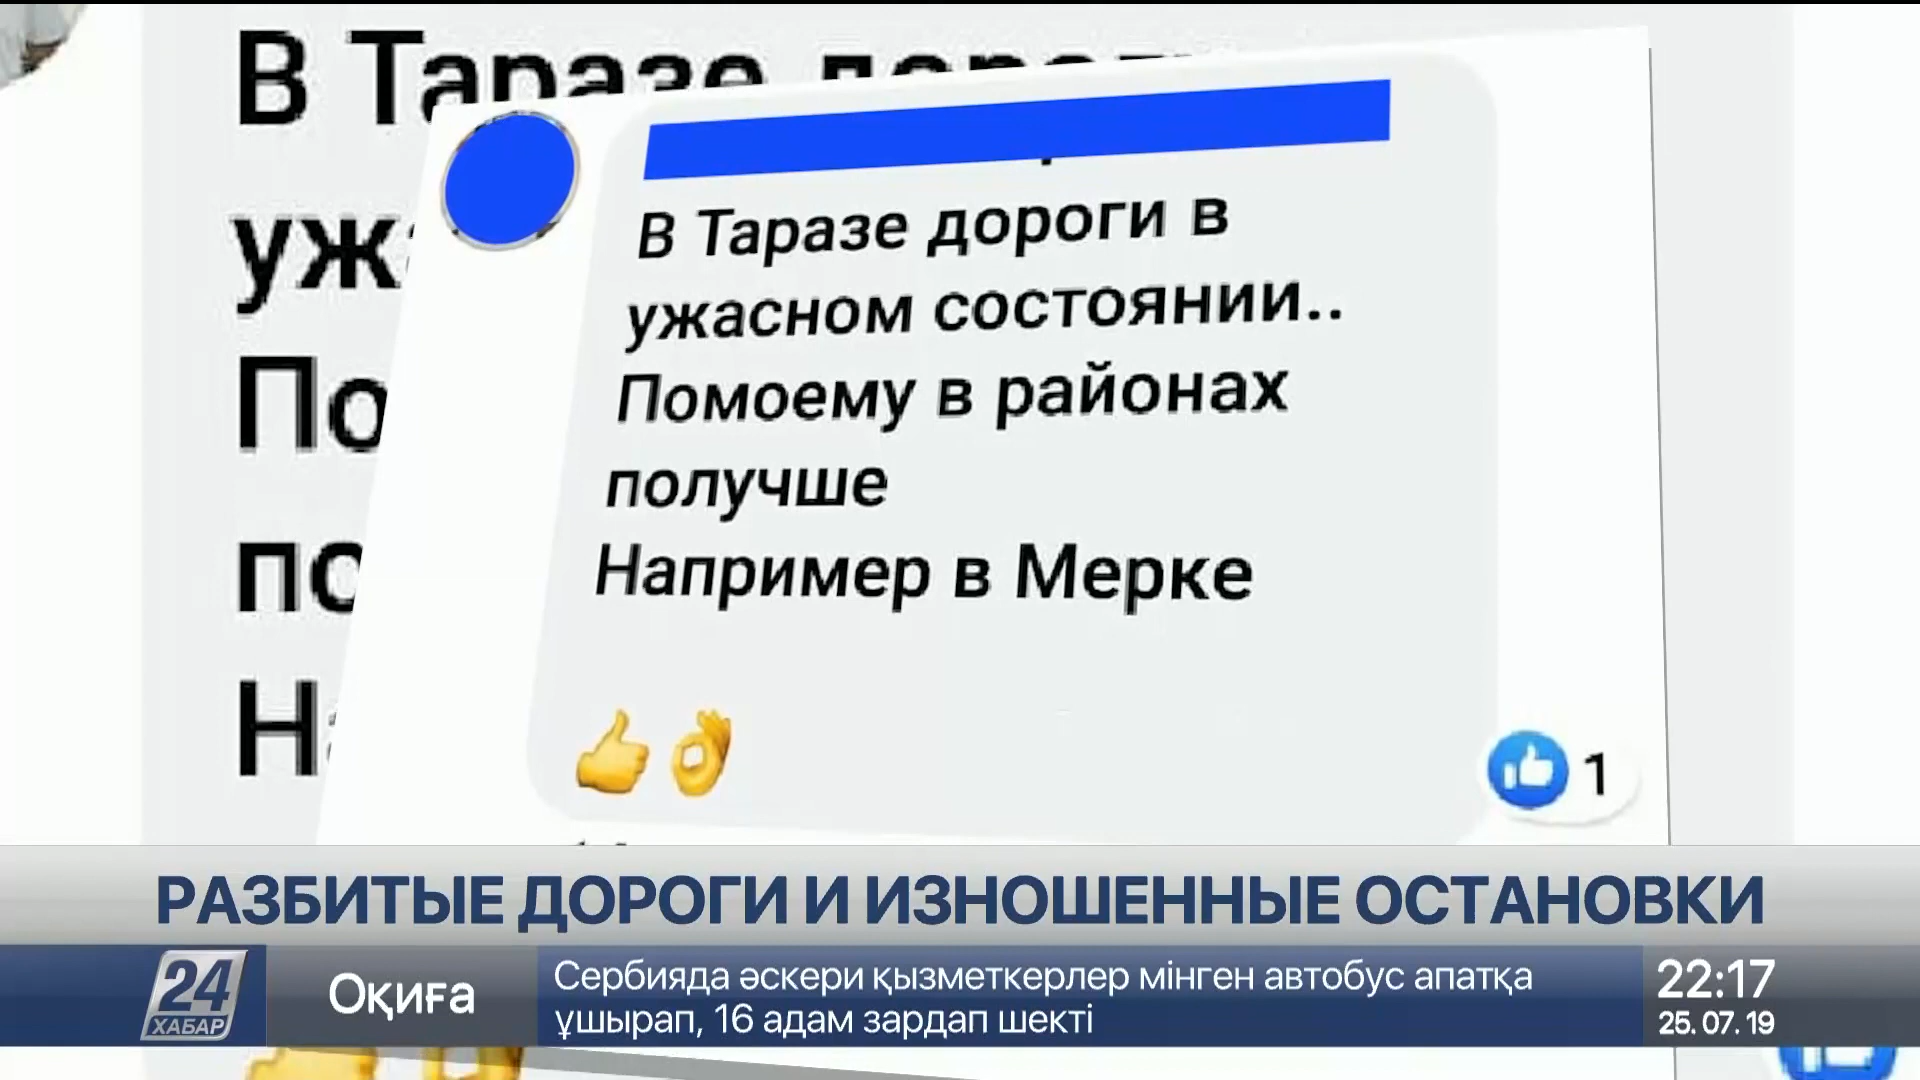 В Таразе дороги в
ужасном состоянии..
Помоему в районах
получше
Например в Мерке
1
РАЗБИТЫЕ ДОРОГИ И ИЗНОШЕННЫЕ ОСТАНОВКИ
24
ХАБАР
Оқиға
Сербияда әскери қызметкерлер мінген автобус апатқа
ұшырап, 16 адам зардап шекті
22:17
25. 07. 19